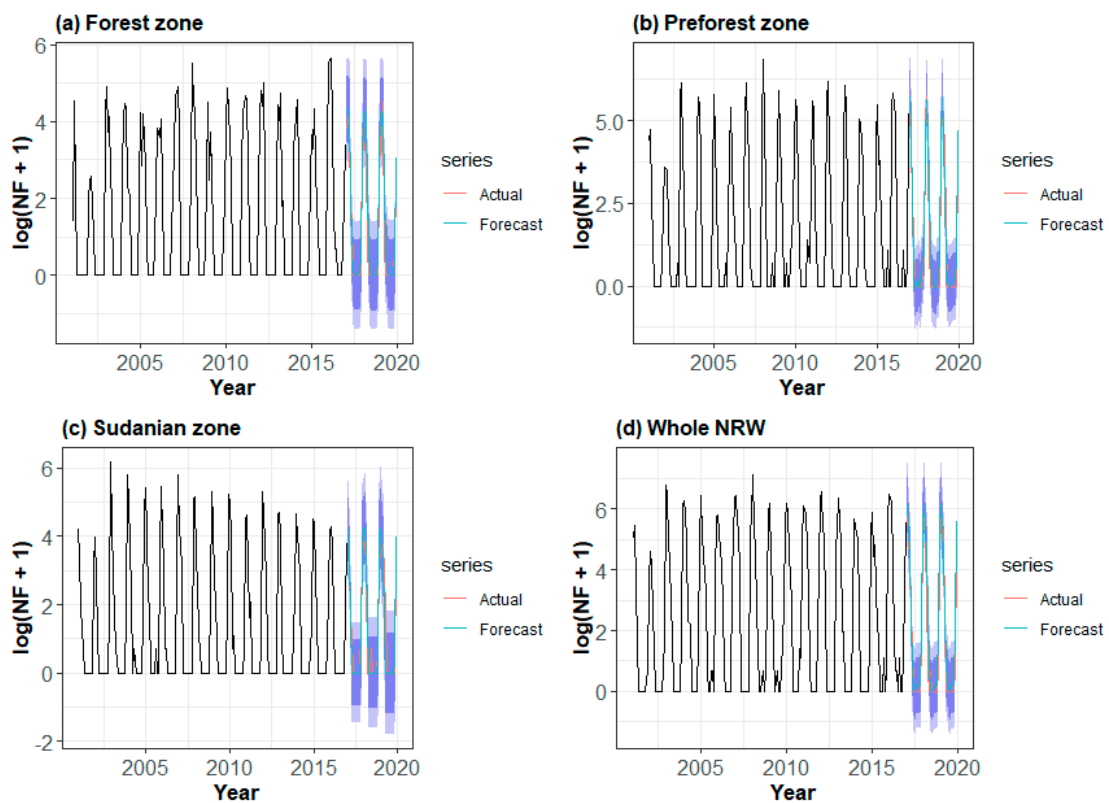 (a) Forest zone
log(NF + 1)
6
4
2
0
2005 2010 2015 2020
Year
series
Actual
Forecast
(b) Preforest zone
log(NF + 1)
5.0
2.5
0.0
2005 2010 2015 2020
Year
series
Actual
Forecast
(c) Sudanian zone
log(NF + 1)
6
4
2
0
-2
2005 2010 2015 2020
Year
series
Actual
Forecast
(d) Whole NRW
log(NF + 1)
6
4
2
0
2005 2010 2015 2020
Year
series
Actual
Forecast